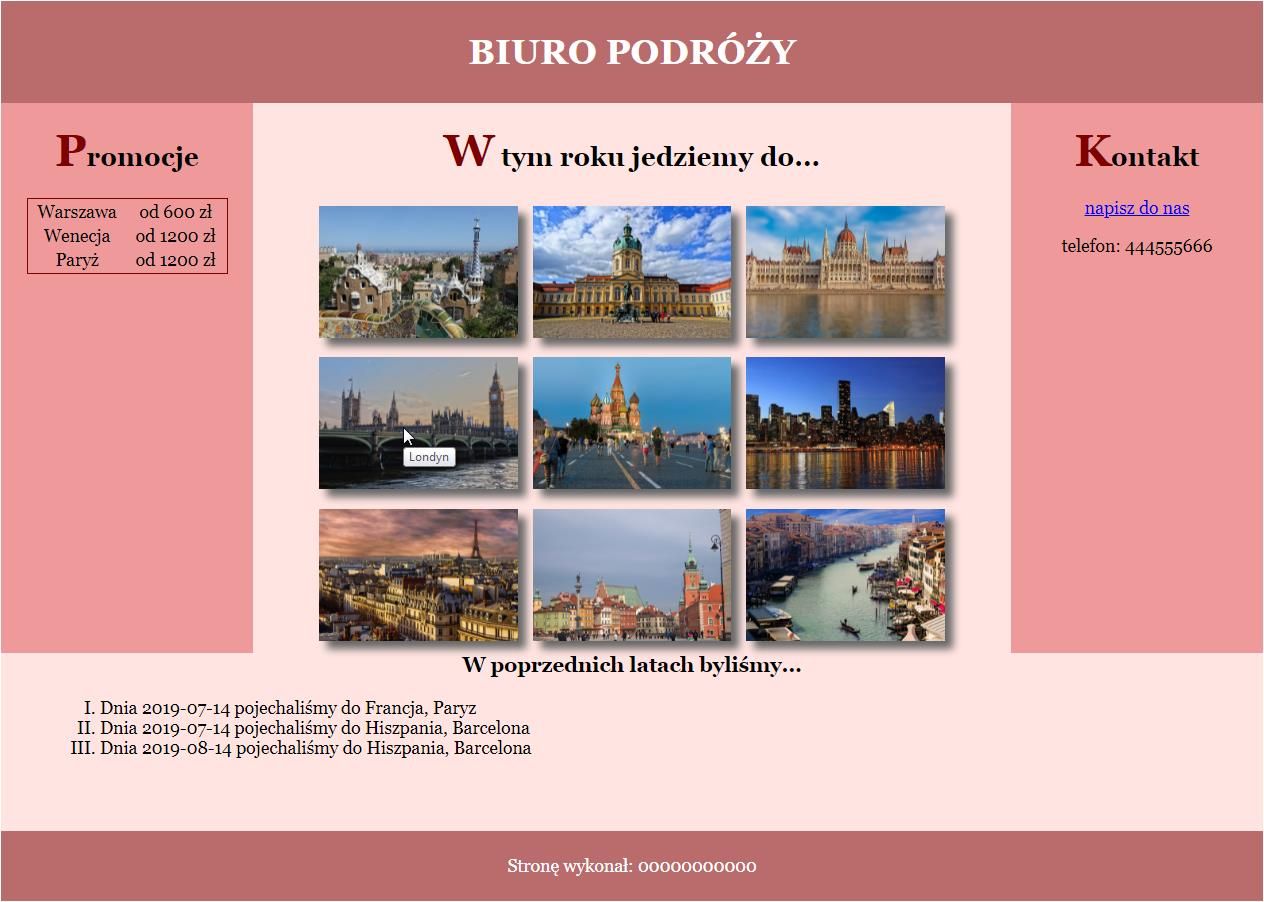 BIURO PODRÓŻY
Promocje
Warszawa od 600 zł
Wenecja od 1200 zł
Paryż od 1200 zł
W tym roku jedziemy do...
Londyn
Kontakt
napisz do nas
telefon: 444555666
W poprzednich latach byliśmy...
I. Dnia 2019-07-14 pojechaliśmy do Francja, Paryz
II. Dnia 2019-07-14 pojechaliśmy do Hiszpania, Barcelona
III. Dnia 2019-08-14 pojechaliśmy do Hiszpania, Barcelona
Stronę wykonał: 00000000000